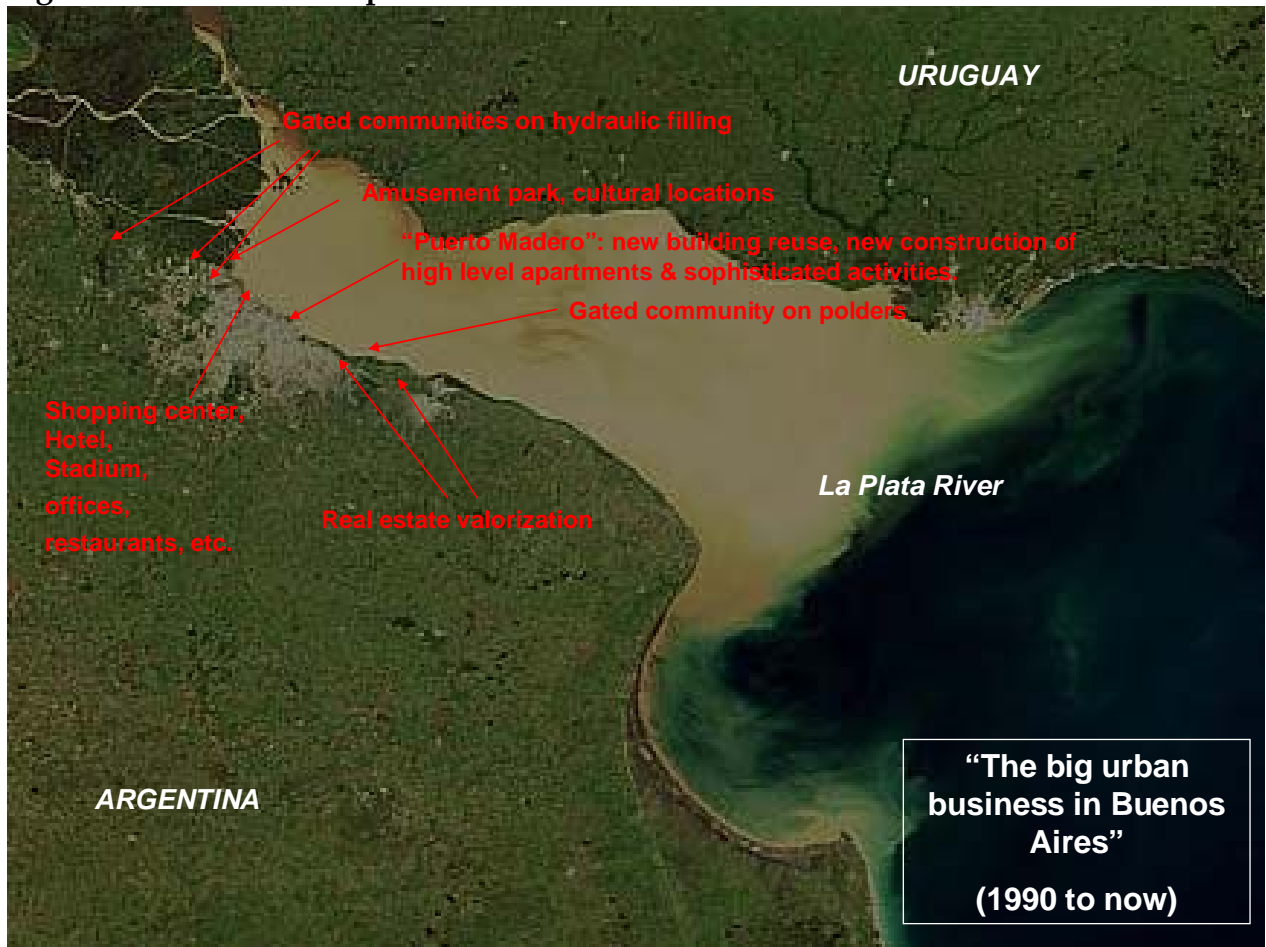 URUGUAY
Gated communities on hydraulic filling
Amusement park, cultural locations
“Puerto Madero”: new building reuse, new construction of
high level apartments & sophisticated activities.
Gated community on polders
Shopping center,
Hotel,
Stadium,
offices,
restaurants, etc.
Real estate valorization
La Plata River
ARGENTINA
“The big urban
business in Buenos
Aires”
(1990 to now)